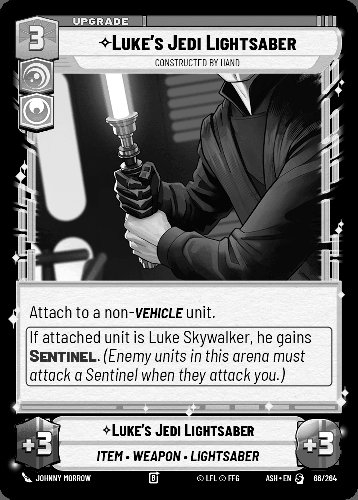 UPGRADE
3
✧LUKE'S JEDI LIGHTSABER
CONSTRUCTED BY HAND
Attach to a non-VEHICLE unit.
If attached unit is Luke Skywalker, he gains
SENTINEL. (Enemy units in this arena must
attack a Sentinel when they attack you.)
+3
✧LUKE'S JEDI LIGHTSABER
+3
ITEM • WEAPON • LIGHTSABER
JOHNNY MORROW
© LFL © FFG
ASH • EN
66/264